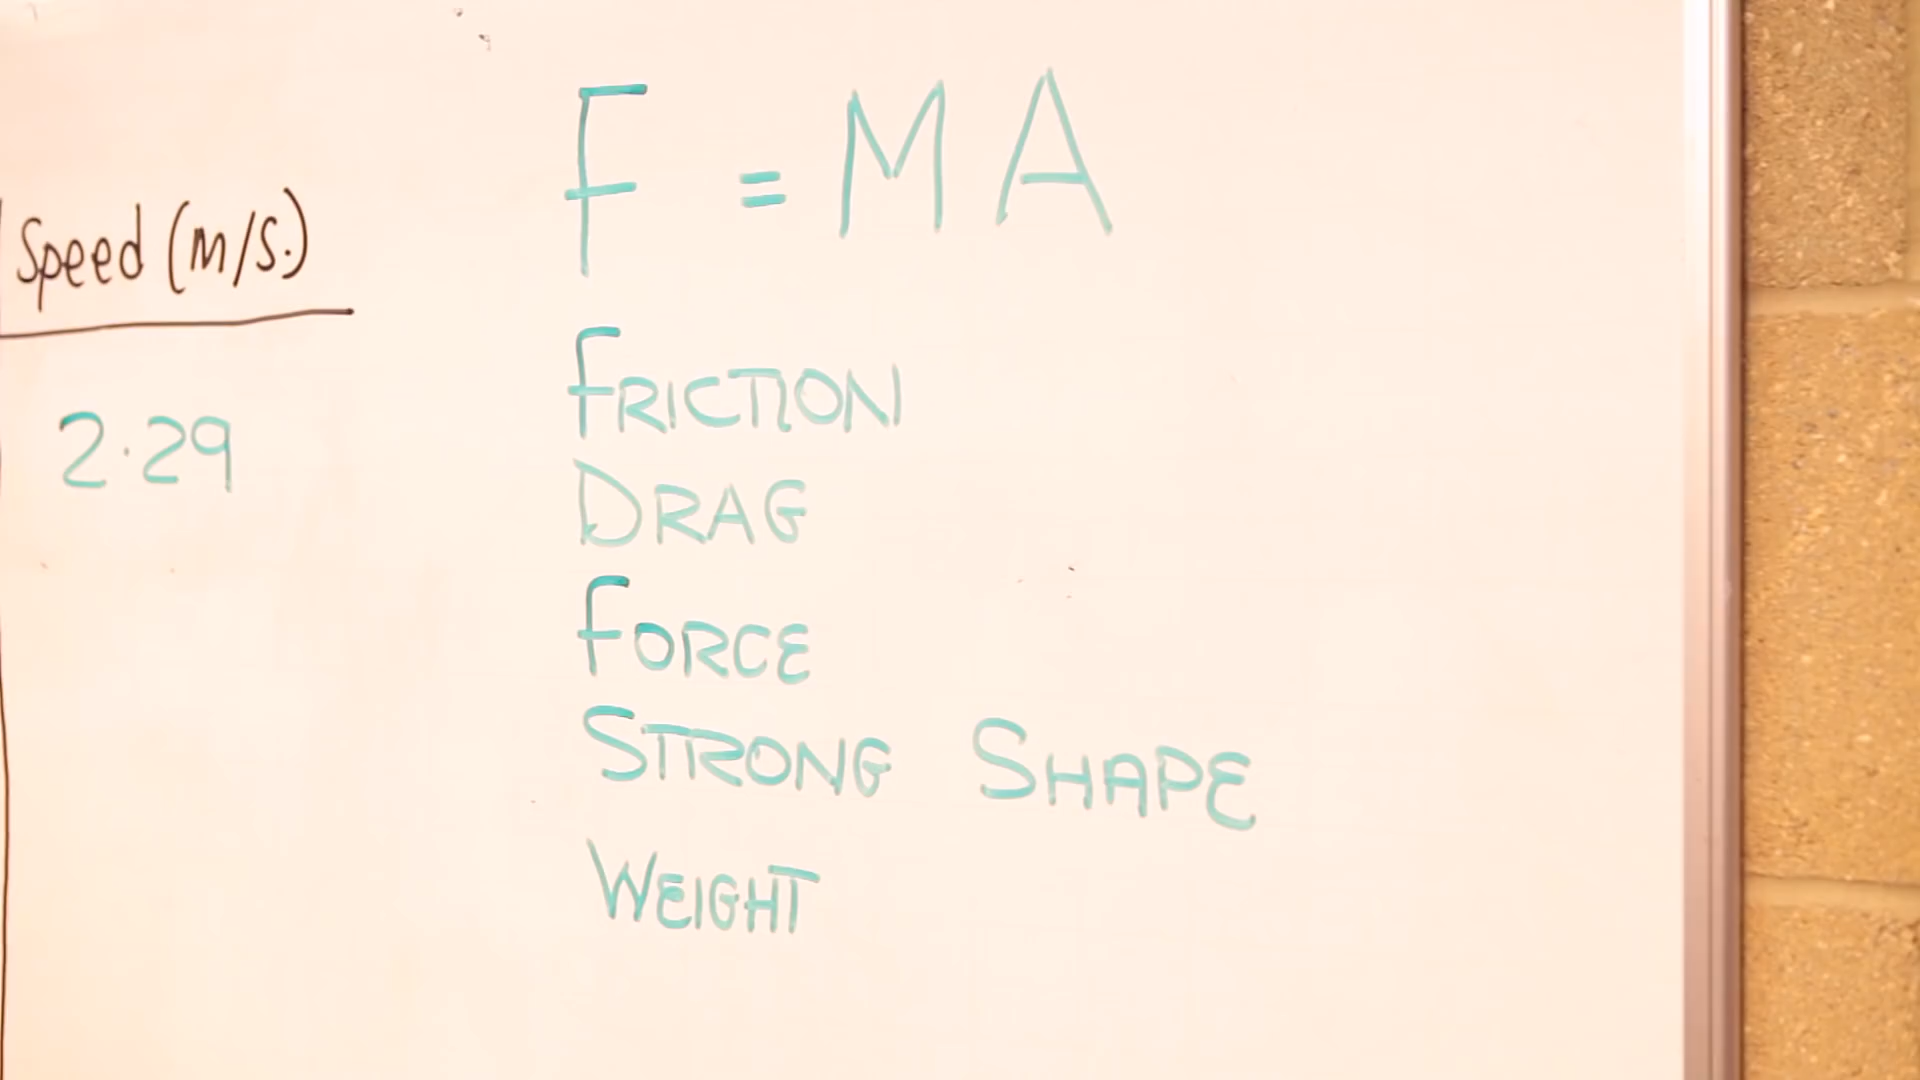 Speed (m/s.)
2.29
F = MA
FRICTION
DRAG
FORCE
STRONG SHAPE
WEIGHT